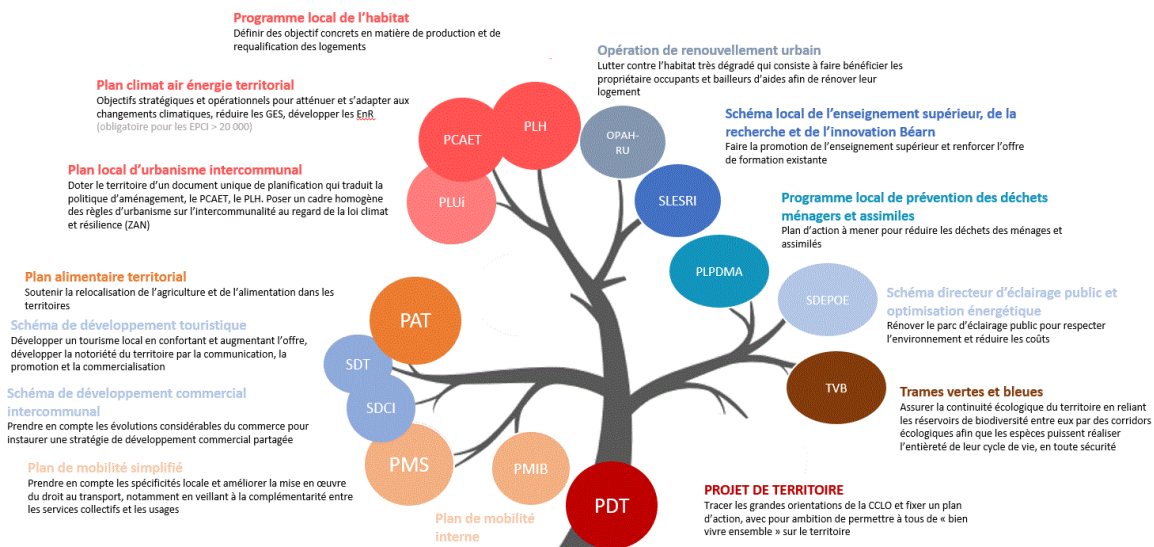 Programme local de l'habitat
Définir des objectif concrets en matière de production et de
requalification des logements
Opération de renouvellement urbain
Lutter contre l'habitat très dégradé qui consiste à faire bénéficier les
propriétaire occupants et bailleurs d'aides afin de rénover leur
logement
Plan climat air énergie territorial
Objectifs stratégiques et opérationnels pour atténuer et s'adapter aux
changements climatiques, réduire les GES, développer les EnR
(obligatoire pour les EPCI > 20 000)
Schéma local de l'enseignement supérieur, de la
recherche et de l'innovation Béarn
Faire la promotion de l'enseignement supérieur et renforcer l'offre
de formation existante
PCAET
PLH
OPAH-
RU
Plan local d'urbanisme intercommunal
Doter le territoire d'un document unique de planification qui traduit la
politique d'aménagement, le PCAET, le PLH. Poser un cadre homogène
des règles d'urbanisme sur l'intercommunalité au regard de la loi climat
et résilience (ZAN)
PLUi
SLESRI
Programme local de prévention des déchets
ménagers et assimiles
Plan d'action à mener pour réduire les déchets des ménages et
assimilés
PLPDMA
Plan alimentaire territorial
Soutenir la relocalisation de l'agriculture et de l'alimentation dans les
territoires
PAT
SDEPOE
Schéma directeur d'éclairage public et
optimisation énergétique
Rénover le parc d'éclairage public pour respecter
l'environnement et réduire les coûts
Schéma de développement touristique
Développer un tourisme local en confortant et augmentant l'offre,
développer la notoriété du territoire par la communication, la
promotion et la commercialisation
SDT
TVB
Trames vertes et bleues
Assurer la continuité écologique du territoire en reliant
les réservoirs de biodiversité entre eux par des corridors
écologiques afin que les espèces puissent réaliser
l'entièreté de leur cycle de vie, en toute sécurité
Schéma de développement commercial
intercommunal
Prendre en compte les évolutions considérables du commerce pour
instaurer une stratégie de développement commercial partagée
SDCI
Plan de mobilité simplifié
Prendre en compte les spécificités locale et améliorer la mise en œuvre
du droit au transport, notamment en veillant à la complémentarité entre
les services collectifs et les usages
PMS
PMIB
Plan de mobilité
interne
PDT
PROJET DE TERRITOIRE
Tracer les grandes orientations de la CCLO et fixer un plan
d'action, avec pour ambition de permettre à tous de « bien
vivre ensemble » sur le territoire